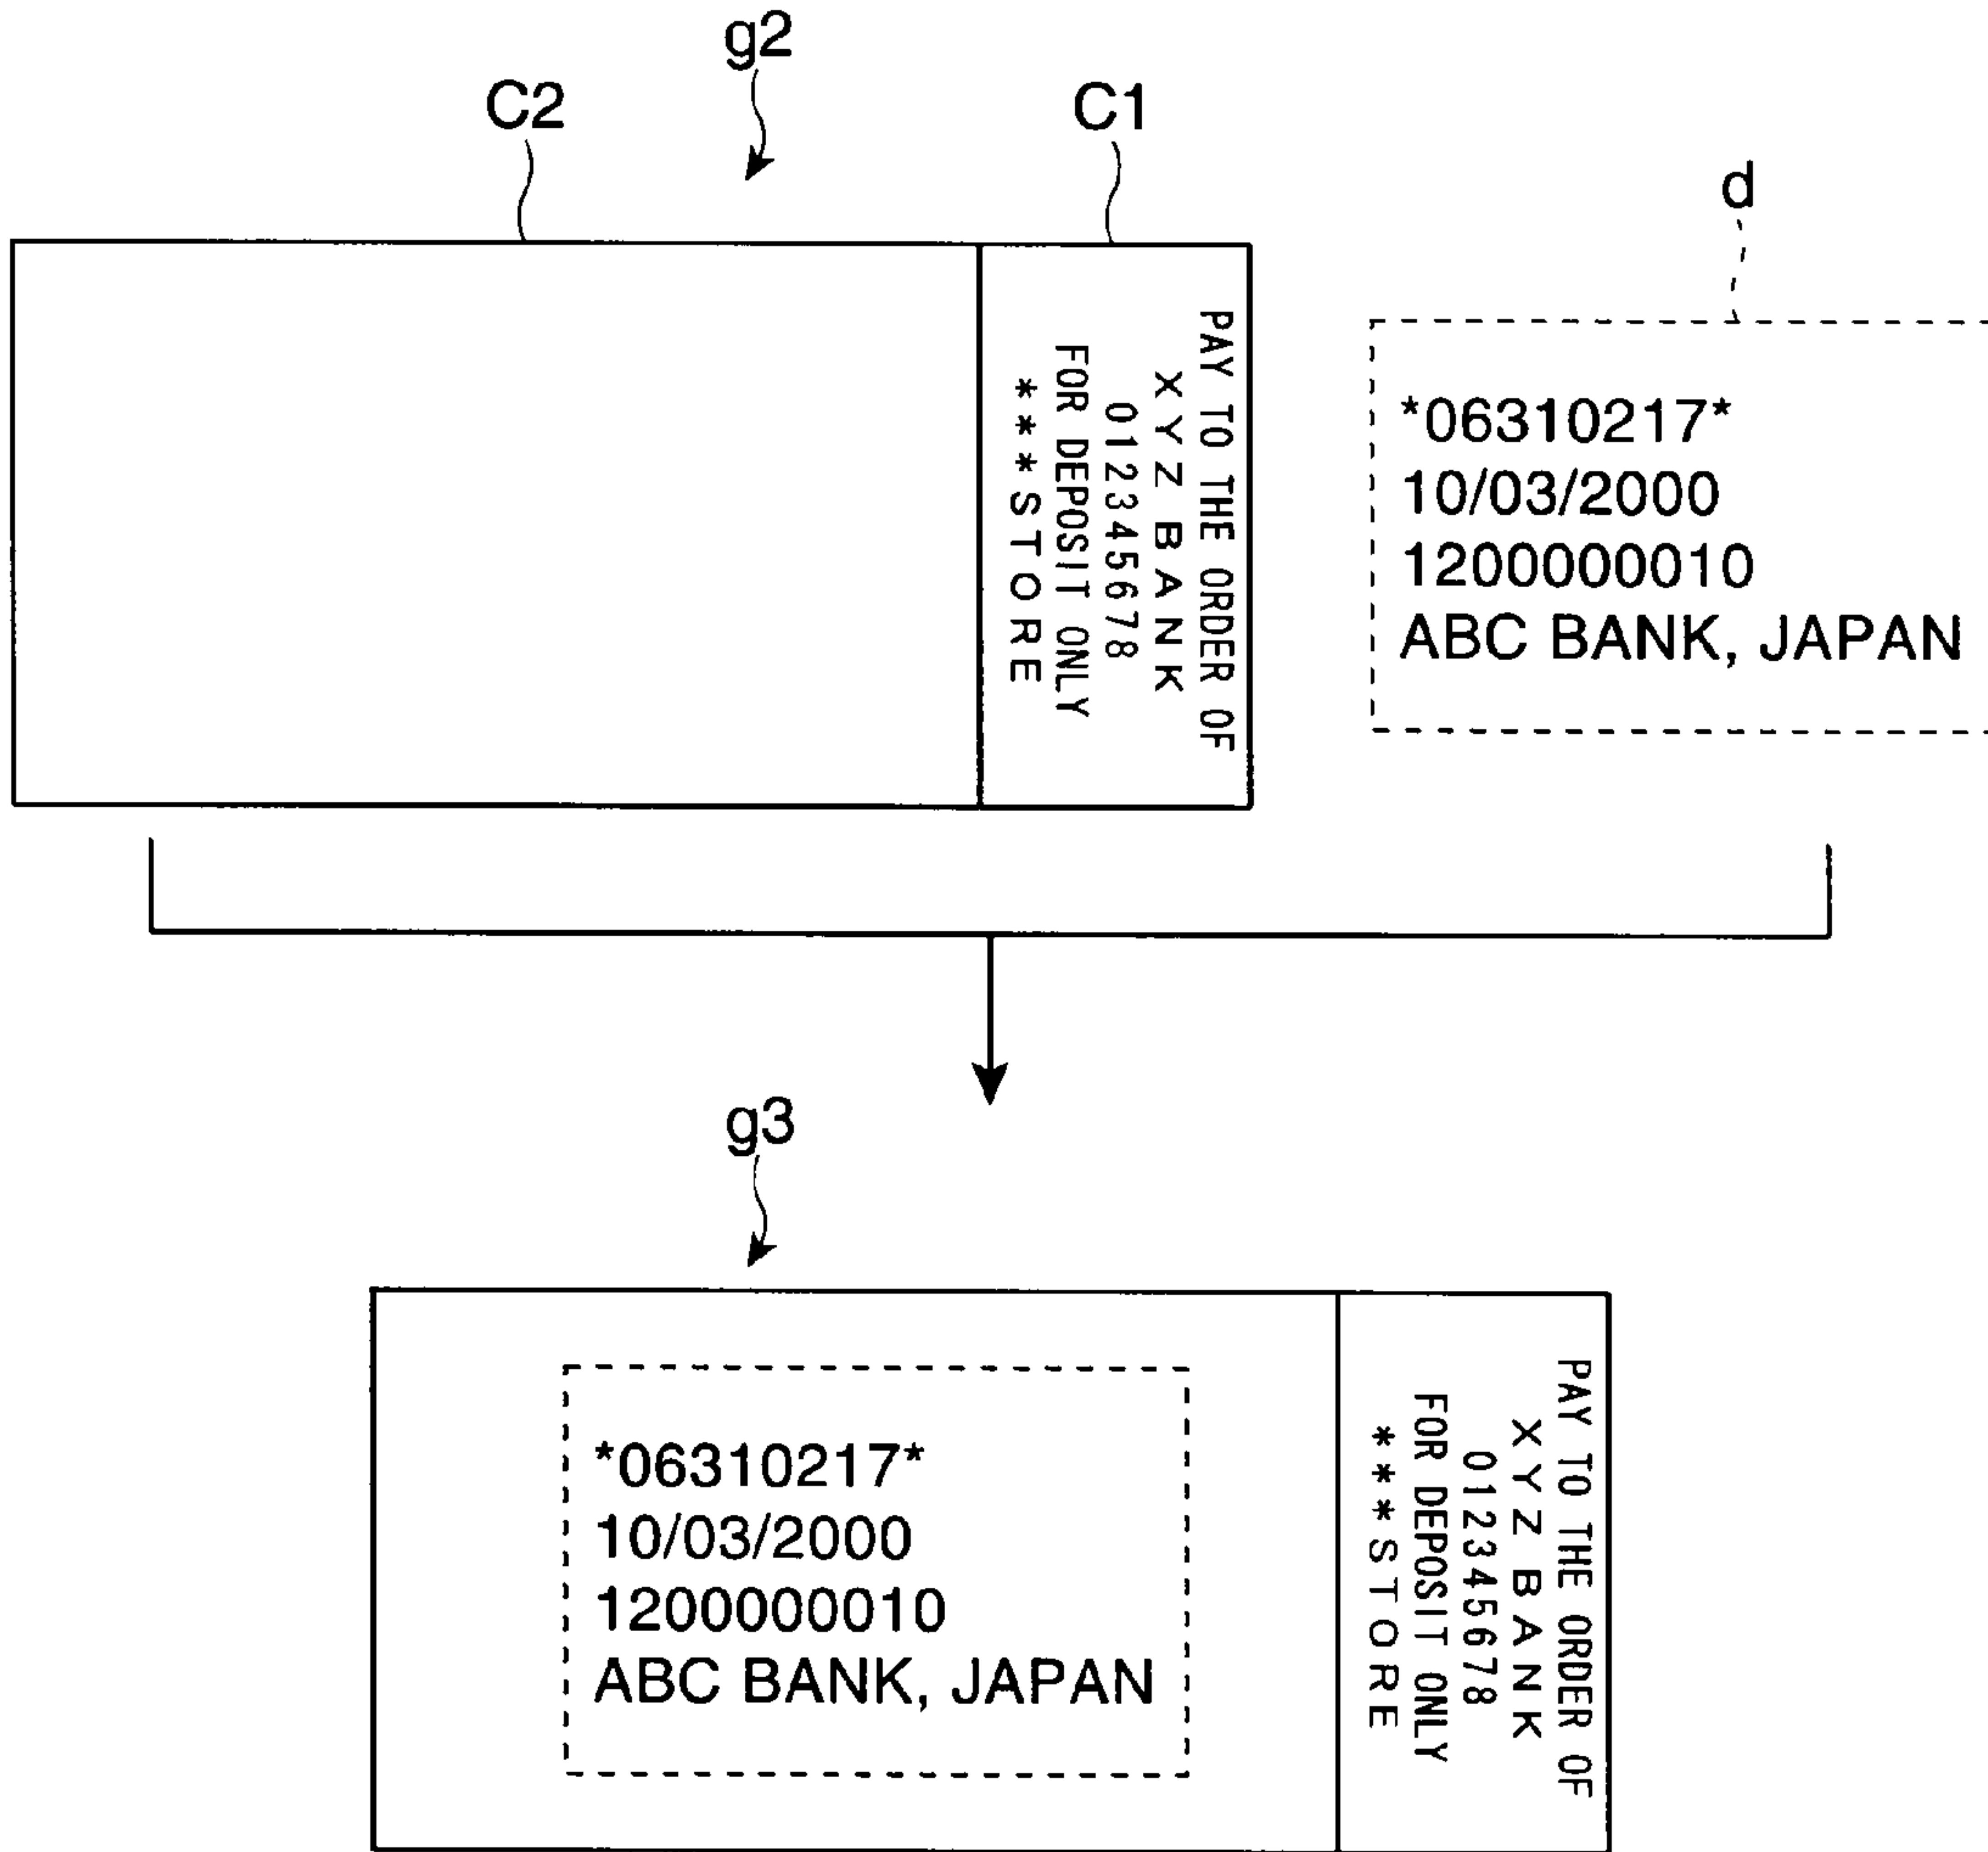 g2
C2
C1
d
PAY TO THE ORDER OF
XYZ BANK
012345678
FOR DEPOSIT ONLY
***STORE
*06310217*
10/03/2000
1200000010
ABC BANK, JAPAN
g3
*06310217*
10/03/2000
1200000010
ABC BANK, JAPAN
PAY TO THE ORDER OF
XYZ BANK
012345678
FOR DEPOSIT ONLY
***STORE